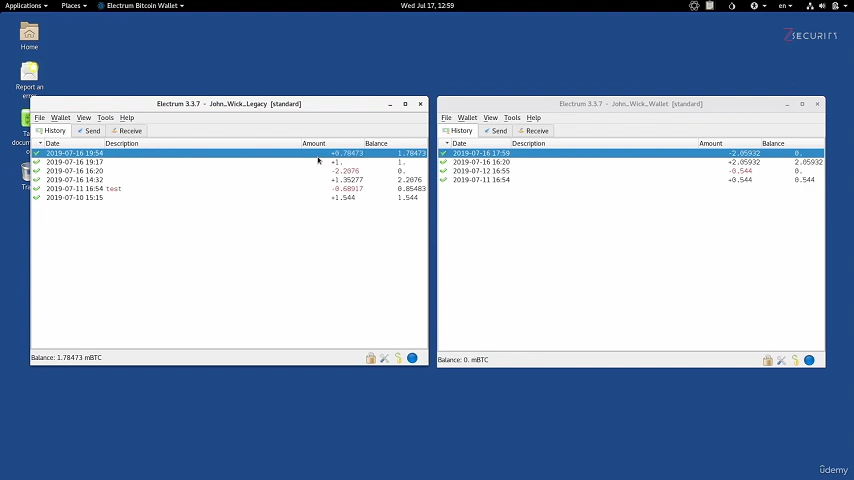 Applications Places Electrum Bitcoin Wallet Wed Jul 17, 12:59 en
Home
ZSECURITY
Report an
error
Electrum 3.3.7 - John_Wick_Legacy [standard]
File Wallet View Tools Help
History Send Receive
Date Description Amount Balance
2019-07-16 19:54 +0.78473 1.78473
2019-07-16 19:17 +1. 1.
2019-07-16 16:20 -2.2076 0.
2019-07-16 14:32 +1.35277 2.2076
2019-07-11 16:54 test -0.68917 0.85483
2019-07-10 15:15 +1.544 1.544
Balance: 1.78473 mBTC
Electrum 3.3.7 - John_Wick_Wallet [standard]
File Wallet View Tools Help
History Send Receive
Date Description Amount Balance
2019-07-16 17:59 -2.05932 0.
2019-07-16 16:20 +2.05932 2.05932
2019-07-12 16:55 -0.544 0.
2019-07-11 16:54 +0.544 0.544
Balance: 0. mBTC
ûdemy